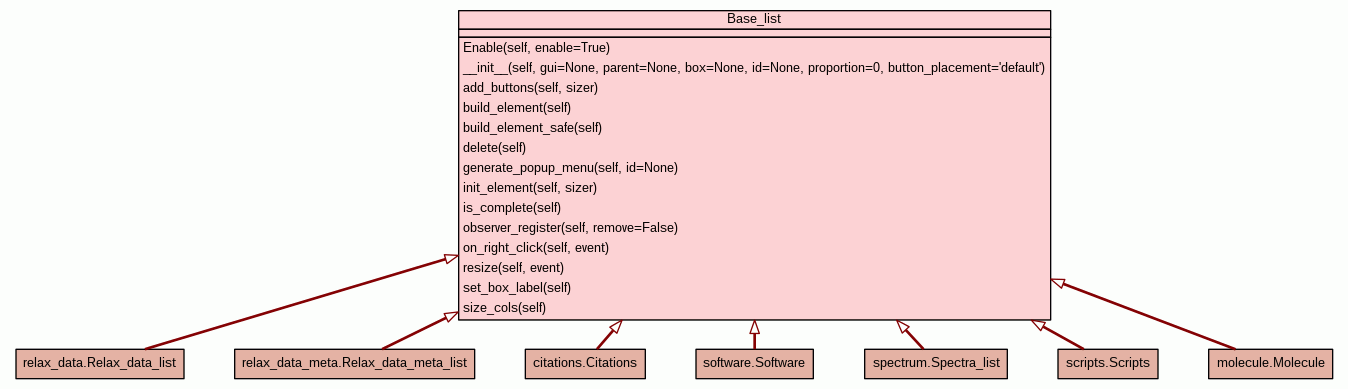 Base_list
Enable(self, enable=True)
__init__(self, gui=None, parent=None, box=None, id=None, proportion=0, button_placement='default')
add_buttons(self, sizer)
build_element(self)
build_element_safe(self)
delete(self)
generate_popup_menu(self, id=None)
init_element(self, sizer)
is_complete(self)
observer_register(self, remove=False)
on_right_click(self, event)
resize(self, event)
set_box_label(self)
size_cols(self)
relax_data.Relax_data_list
relax_data_meta.Relax_data_meta_list
citations.Citations
software.Software
spectrum.Spectra_list
scripts.Scripts
molecule.Molecule